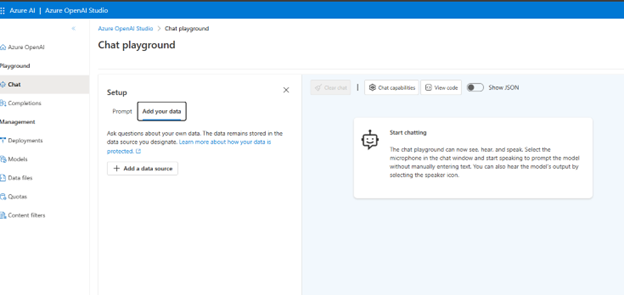 Azure AI | Azure OpenAI Studio
Azure OpenAI Studio > Chat playground
Chat playground
Azure OpenAI
Playground
Chat
Completions
Management
Deployments
Models
Data files
Quotas
Content filters
Setup
Prompt Add your data
Ask questions about your own data. The data remains stored in the
data source you designate. Learn more about how your data is
protected.
+ Add a data source
Clear chat | Chat capabilities View code Show JSON
Start chatting
The chat playground can now see, hear, and speak. Select the
microphone in the chat window and start speaking to prompt the model
without manually entering text. You can also hear the model's output by
selecting the speaker icon.